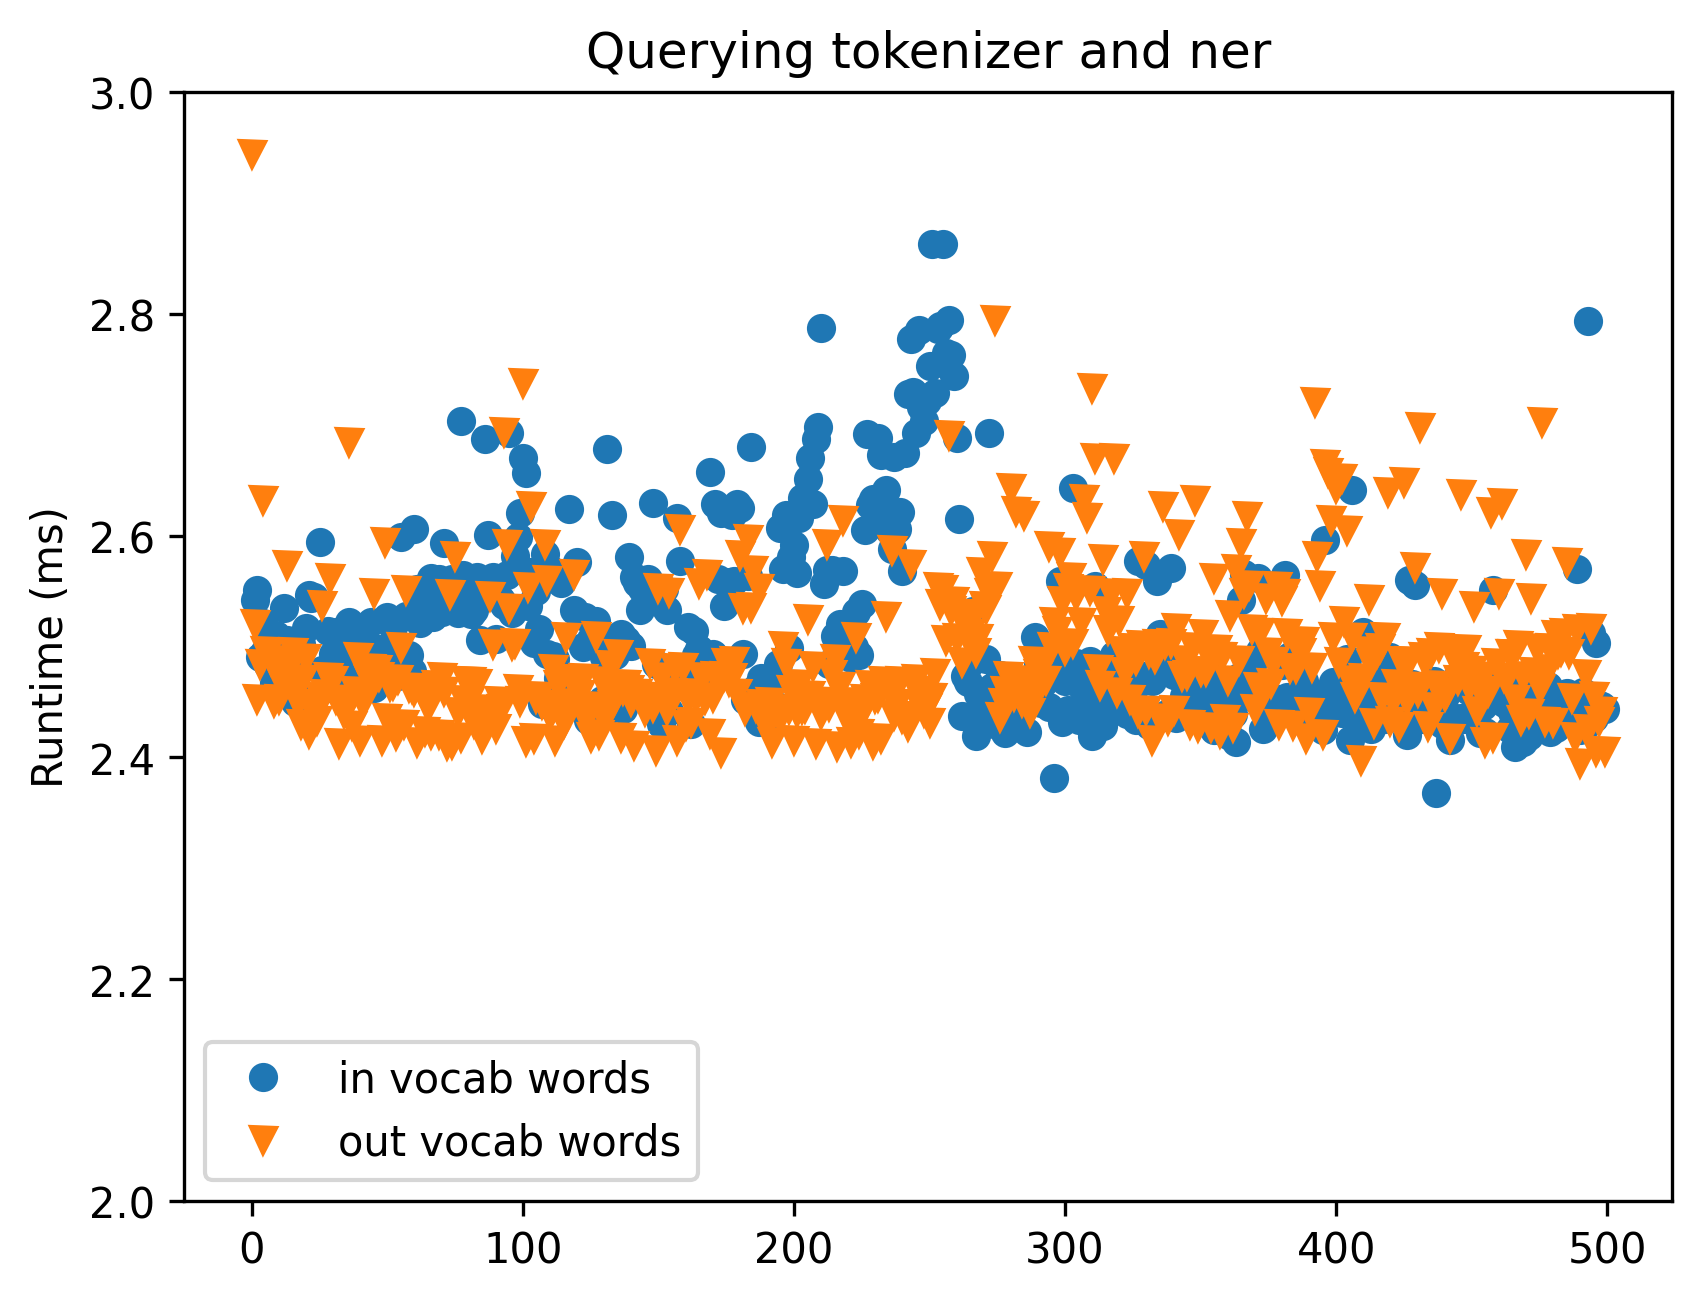 Querying tokenizer and ner
Runtime (ms)
3.0
2.8
2.6
2.4
2.2
2.0
in vocab words
out vocab words
0 100 200 300 400 500